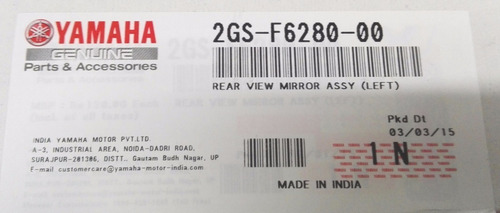 YAMAHA
GENUINE
Parts & Accessories
2GS-F6280-00
REAR VIEW MIRROR ASSY (LEFT)
INDIA YAMAHA MOTOR PVT.LTD.
A-3, INDUSTRIAL AREA, NOIDA-DADRI ROAD,
SURAJPUR-201306, DISTT.. Gautam Budh Nagar, UP
E-mail customercare@yamaha-motor-india.com
Pkd Dt
03/03/15
1 N
MADE IN INDIA